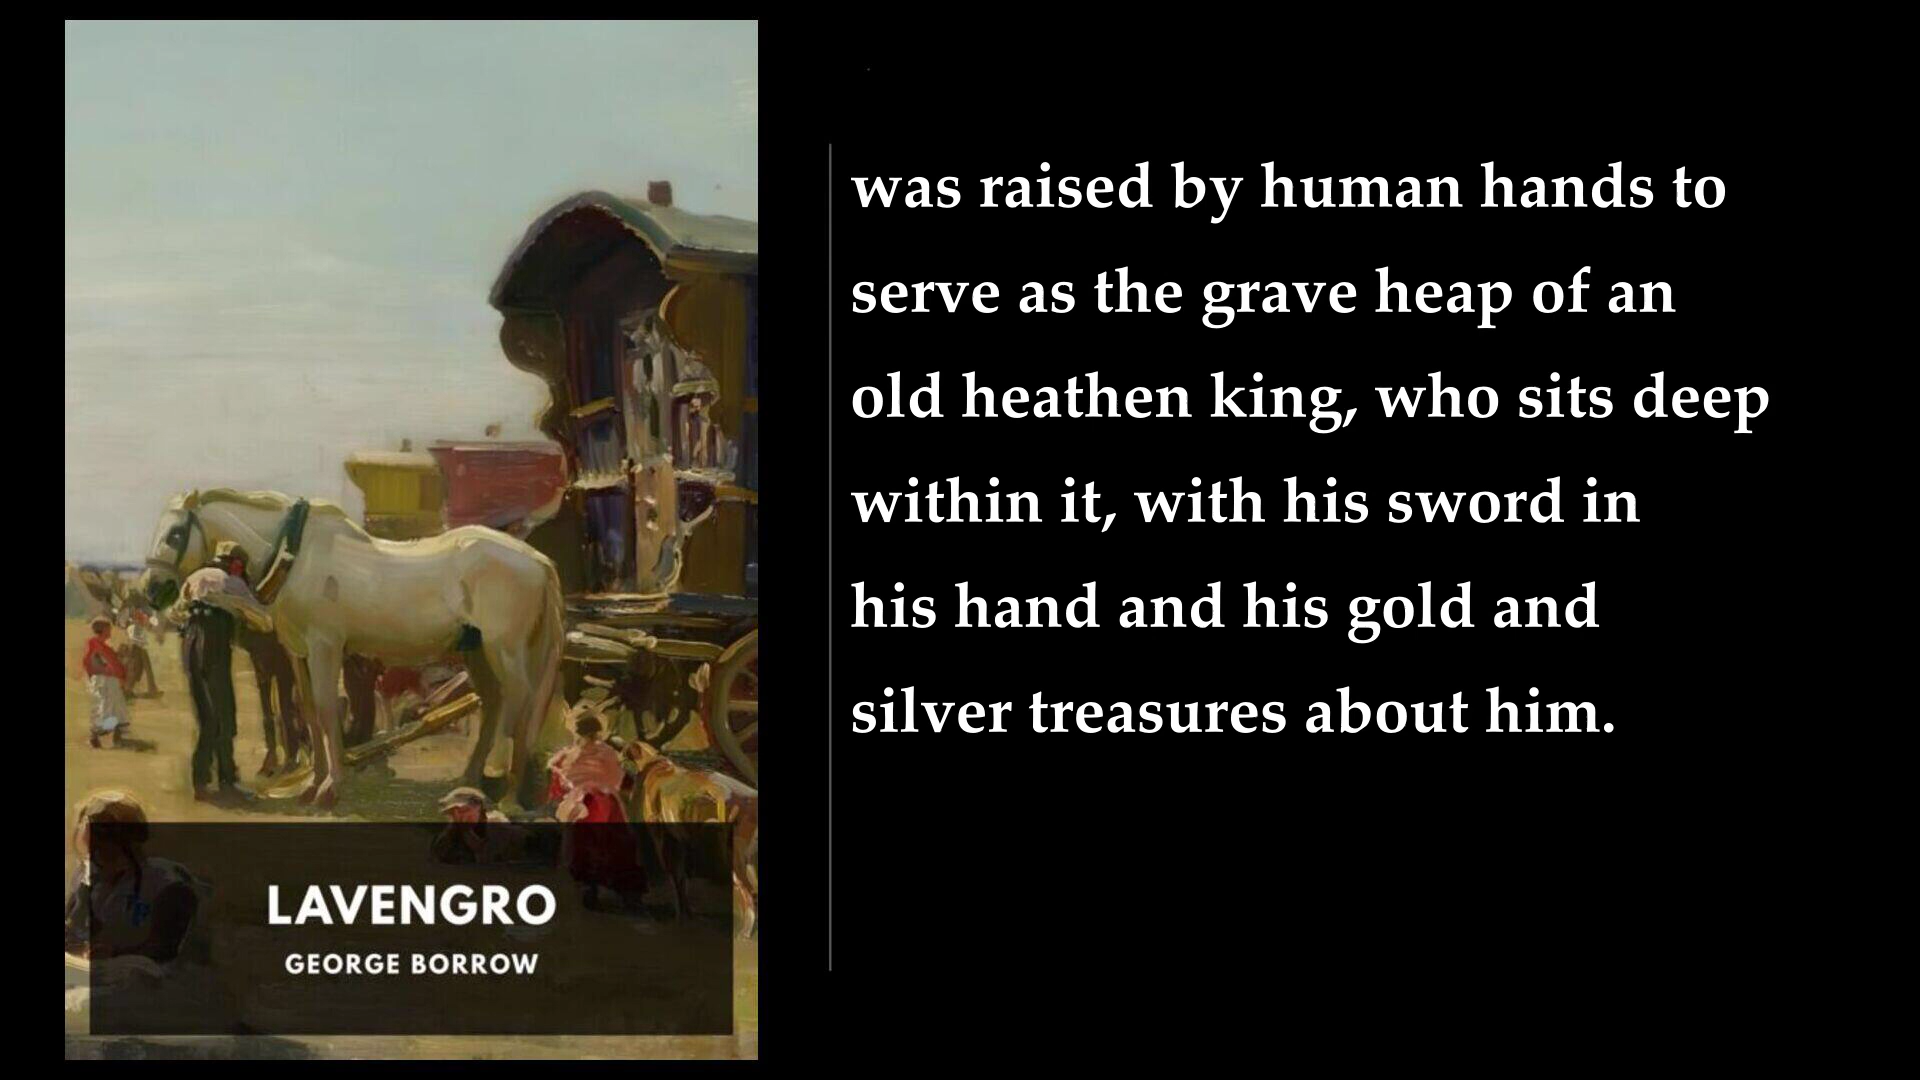 was raised by human hands to
serve as the grave heap of an
old heathen king, who sits deep
within it, with his sword in
his hand and his gold and
silver treasures about him.
LAVENGRO
GEORGE BORROW